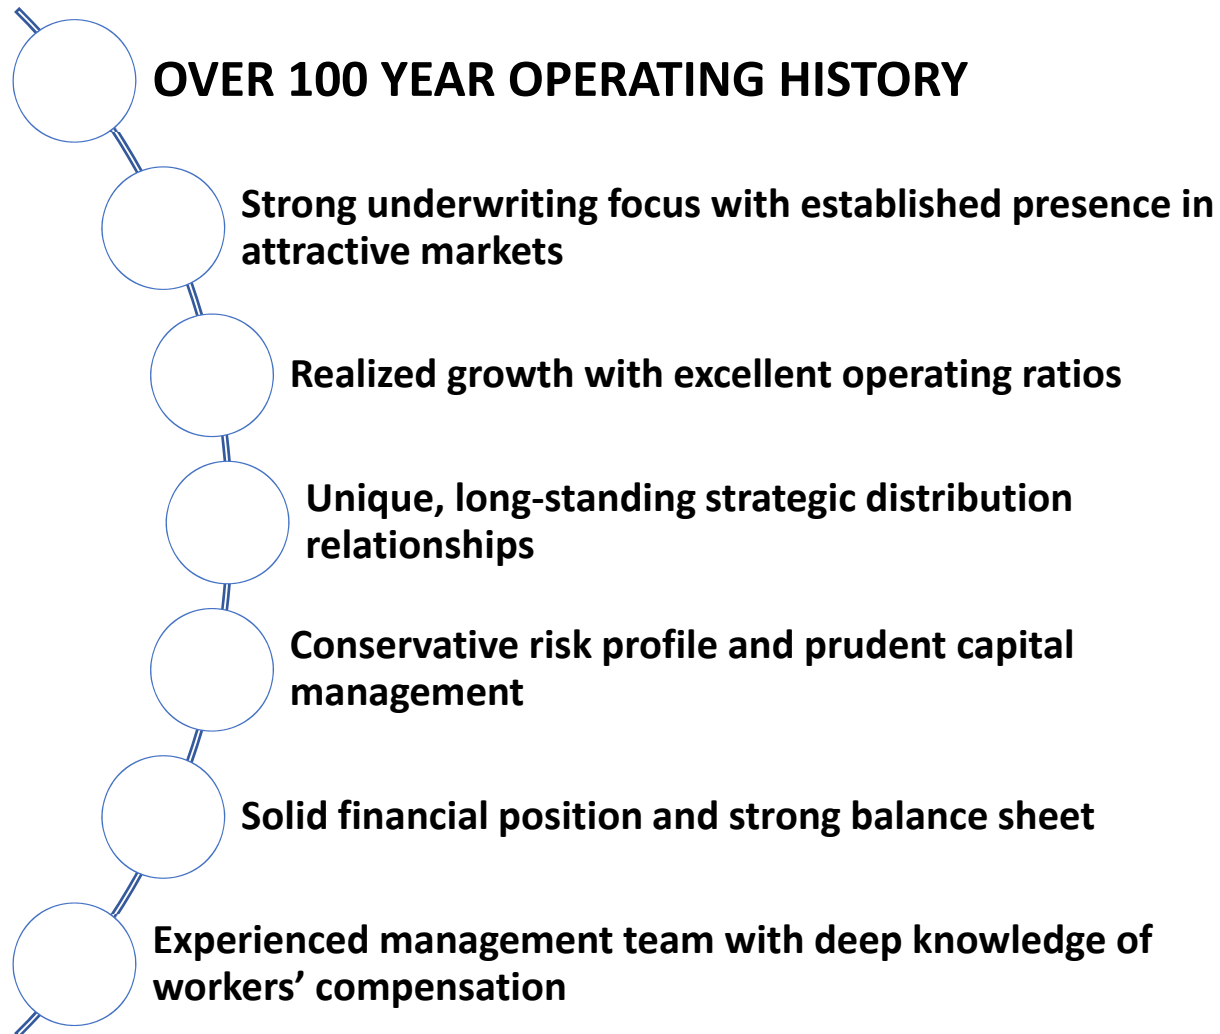 OVER 100 YEAR OPERATING HISTORY
Strong underwriting focus with established presence in
attractive markets
Realized growth with excellent operating ratios
Unique, long-standing strategic distribution
relationships
Conservative risk profile and prudent capital
management
Solid financial position and strong balance sheet
Experienced management team with deep knowledge of
workers’ compensation